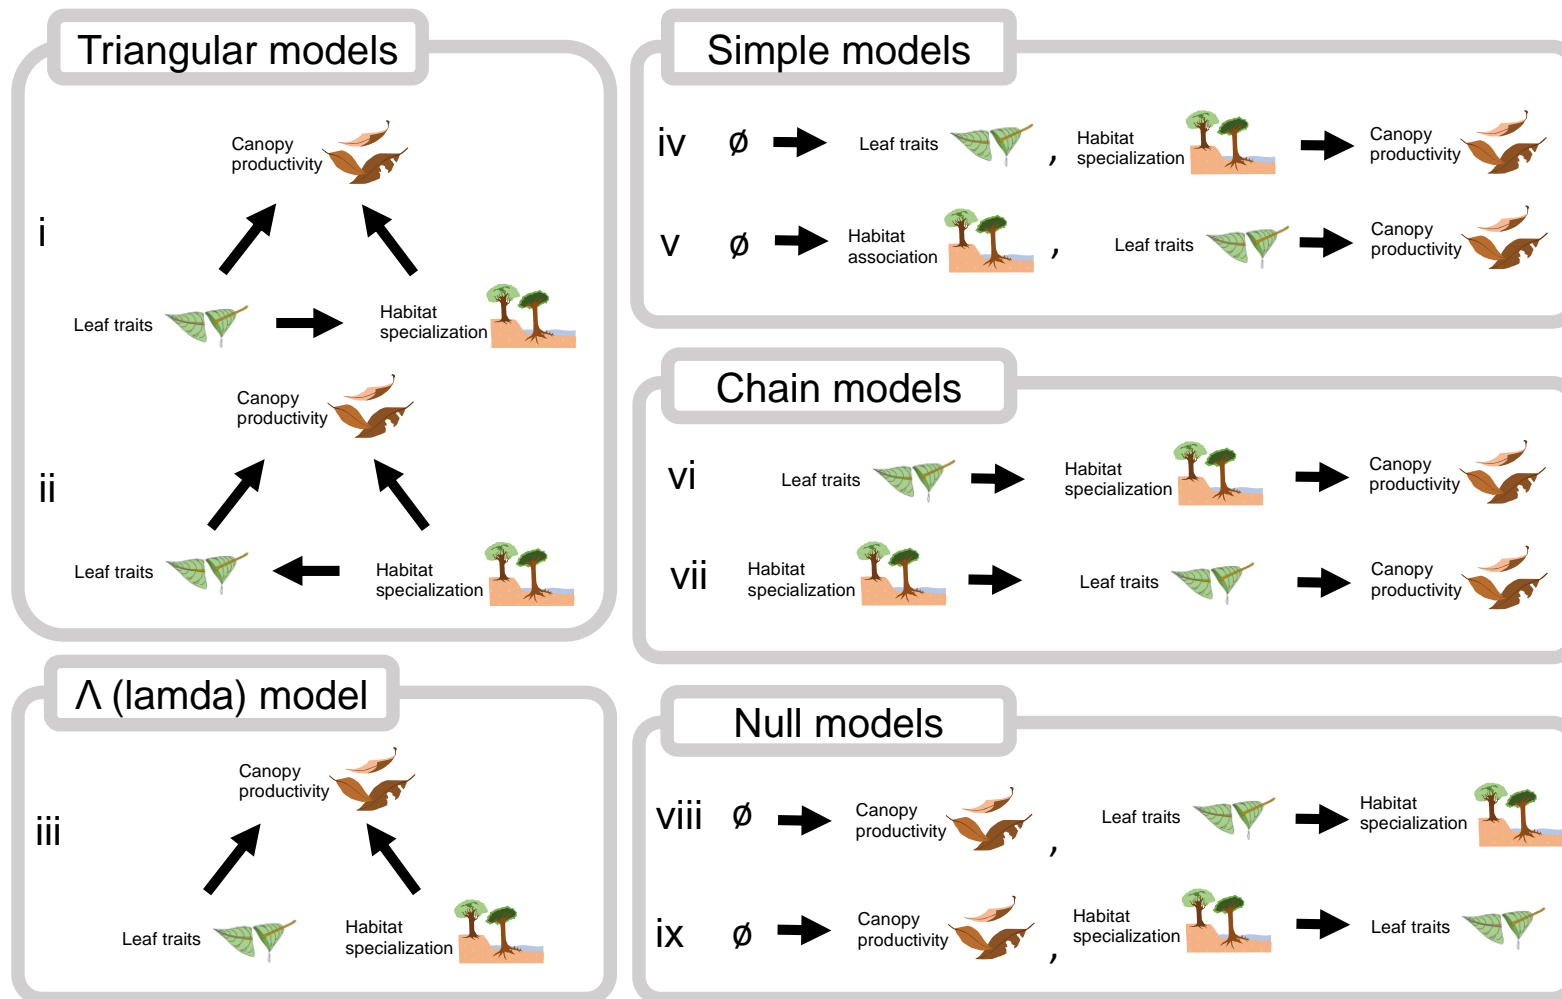 Triangular models
Canopy
productivity
i
Leaf traits
Habitat
specialization
Canopy
productivity
ii
Leaf traits
Habitat
specialization
Λ (lamda) model
Canopy
productivity
iii
Leaf traits
Habitat
specialization
Simple models
iv ø Leaf traits , Habitat
specialization
Canopy
productivity
v ø Habitat
association , Leaf traits
Canopy
productivity
Chain models
vi Leaf traits
Habitat
specialization
Canopy
productivity
vii Habitat
specialization
Leaf traits
Canopy
productivity
Null models
viii ø Canopy
productivity , Leaf traits
Habitat
specialization
ix ø Canopy
productivity , Habitat
specialization
Leaf traits